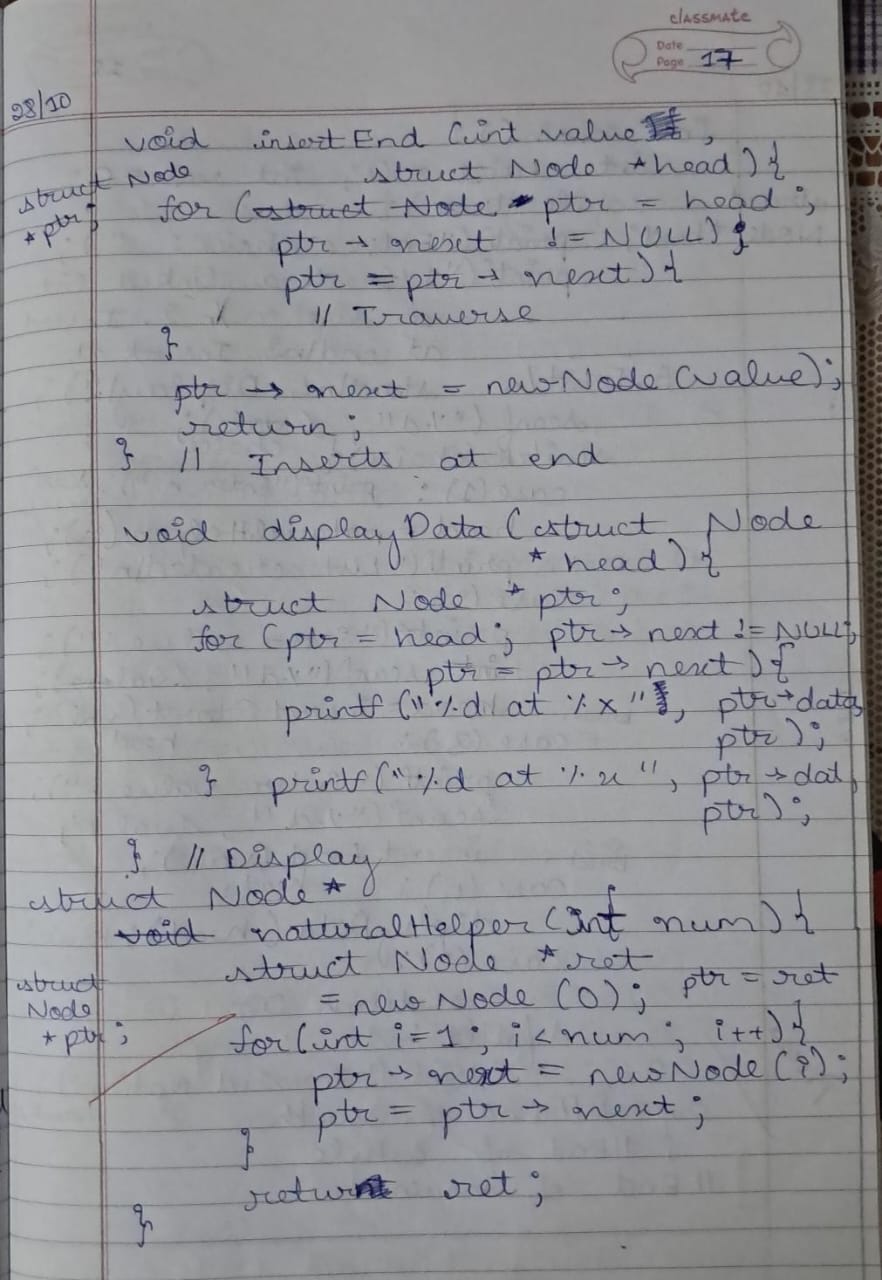 classmate
Date
Page 17
28/10
void insertEnd (int value,
struct Node *head) {
struct Node
*ptr;
for (struct Node * ptr = head ;
ptr → next != NULL) ;
ptr = ptr → next) {
// Traverse
}
ptr → next = newNode (value);
return ;
} // Inserts at end
void displayData (struct Node
* head) {
struct Node * ptr ;
for (ptr = head ; ptr → next != NULL;
ptr = ptr → next) {
printf ("%d at %x", ptr→data,
ptr);
} printf ("%d at %x", ptr → dat
ptr);
} // Display
struct Node *
void naturalHelper (int num) {
struct Node *ret
= newNode (0); ptr = ret
struct
Node
* ptr ;
for (int i=1 ; i < num ; i++) {
ptr → next = newNode (i);
ptr = ptr → next ;
}
return ret ;
}